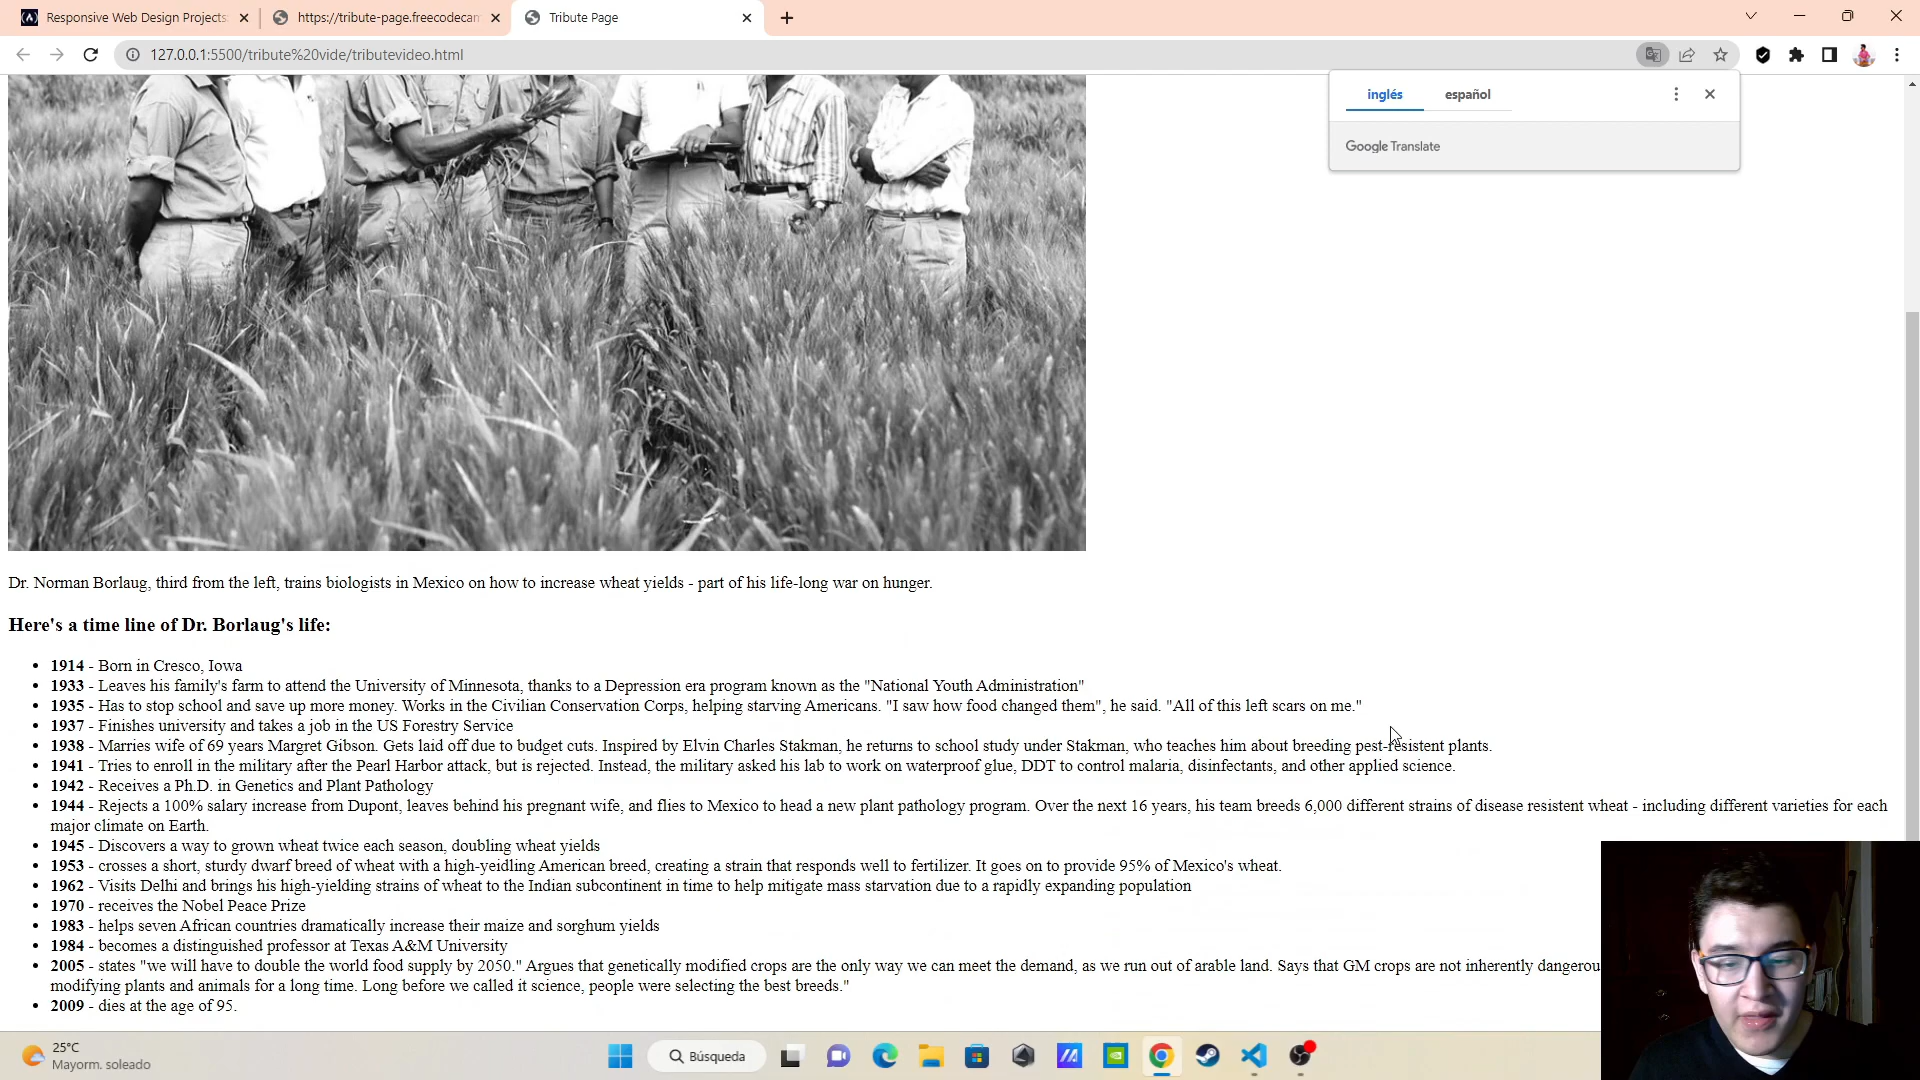 Responsive Web Design Projects
https://tribute-page.freecodecam
Tribute Page
127.0.0.1:5500/tribute%20vide/tributevideo.html
inglés español
Google Translate
Dr. Norman Borlaug, third from the left, trains biologists in Mexico on how to increase wheat yields - part of his life-long war on hunger.
Here's a time line of Dr. Borlaug's life:
• 1914 - Born in Cresco, Iowa
• 1933 - Leaves his family's farm to attend the University of Minnesota, thanks to a Depression era program known as the "National Youth Administration"
• 1935 - Has to stop school and save up more money. Works in the Civilian Conservation Corps, helping starving Americans. "I saw how food changed them", he said. "All of this left scars on me."
• 1937 - Finishes university and takes a job in the US Forestry Service
• 1938 - Marries wife of 69 years Margret Gibson. Gets laid off due to budget cuts. Inspired by Elvin Charles Stakman, he returns to school study under Stakman, who teaches him about breeding pest-resistent plants.
• 1941 - Tries to enroll in the military after the Pearl Harbor attack, but is rejected. Instead, the military asked his lab to work on waterproof glue, DDT to control malaria, disinfectants, and other applied science.
• 1942 - Receives a Ph.D. in Genetics and Plant Pathology
• 1944 - Rejects a 100% salary increase from Dupont, leaves behind his pregnant wife, and flies to Mexico to head a new plant pathology program. Over the next 16 years, his team breeds 6,000 different strains of disease resistent wheat - including different varieties for each
major climate on Earth.
• 1945 - Discovers a way to grown wheat twice each season, doubling wheat yields
• 1953 - crosses a short, sturdy dwarf breed of wheat with a high-yeidling American breed, creating a strain that responds well to fertilizer. It goes on to provide 95% of Mexico's wheat.
• 1962 - Visits Delhi and brings his high-yielding strains of wheat to the Indian subcontinent in time to help mitigate mass starvation due to a rapidly expanding population
• 1970 - receives the Nobel Peace Prize
• 1983 - helps seven African countries dramatically increase their maize and sorghum yields
• 1984 - becomes a distinguished professor at Texas A&M University
• 2005 - states "we will have to double the world food supply by 2050." Argues that genetically modified crops are the only way we can meet the demand, as we run out of arable land. Says that GM crops are not inherently dangerou
modifying plants and animals for a long time. Long before we called it science, people were selecting the best breeds."
• 2009 - dies at the age of 95.
25°C
Mayorm. soleado
Búsqueda